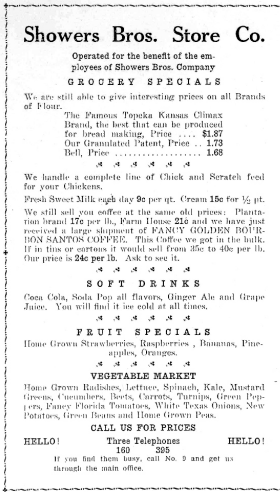 Showers Bros. Store Co.
Operated for the benefit of the em-
ployees of Showers Bros. Company
GROCERY SPECIALS
We are still able to give interesting prices on all Brands
of Flour.
The Famous Topeka Kansas Climax
Brand, the best that can be produced
for bread making, Price .... $1.87
Our Granulated Patent, Price .. 1.73
Bell, Price .................. 1.68
We handle a complete line of Chick and Scratch feed
for your Chickens.
Fresh Sweet Milk each day 9c per qt. Cream 15c for ½ pt.
We still sell you coffee at the same old prices: Planta-
tion brand 17c per lb., Farm House 21c and we have just
received a large shipment of FANCY GOLDEN BOUR-
BON SANTOS COFFEE. This Coffee we got in the bulk.
If in tins or cartons it would sell from 35c to 40c per lb.
Our price is 24c per lb. Ask to see it.
SOFT DRINKS
Coca Cola, Soda Pop all flavors, Ginger Ale and Grape
Juice. You will find it ice cold at all times.
FRUIT SPECIALS
Home Grown Strawberries, Raspberries , Bananas, Pine-
apples, Oranges.
VEGETABLE MARKET
Home Grown Radishes, Lettuce, Spinach, Kale, Mustard
Greens, Cucumbers, Beets, Carrots, Turnips, Green Pep-
pers, Fancy Florida Tomatoes, White Texas Onions, New
Potatoes, Green Beans and Home Grown Peas.
CALL US FOR PRICES
HELLO! Three Telephones HELLO!
160 395
If you find them busy, call No. 9 and get us
through the main office.